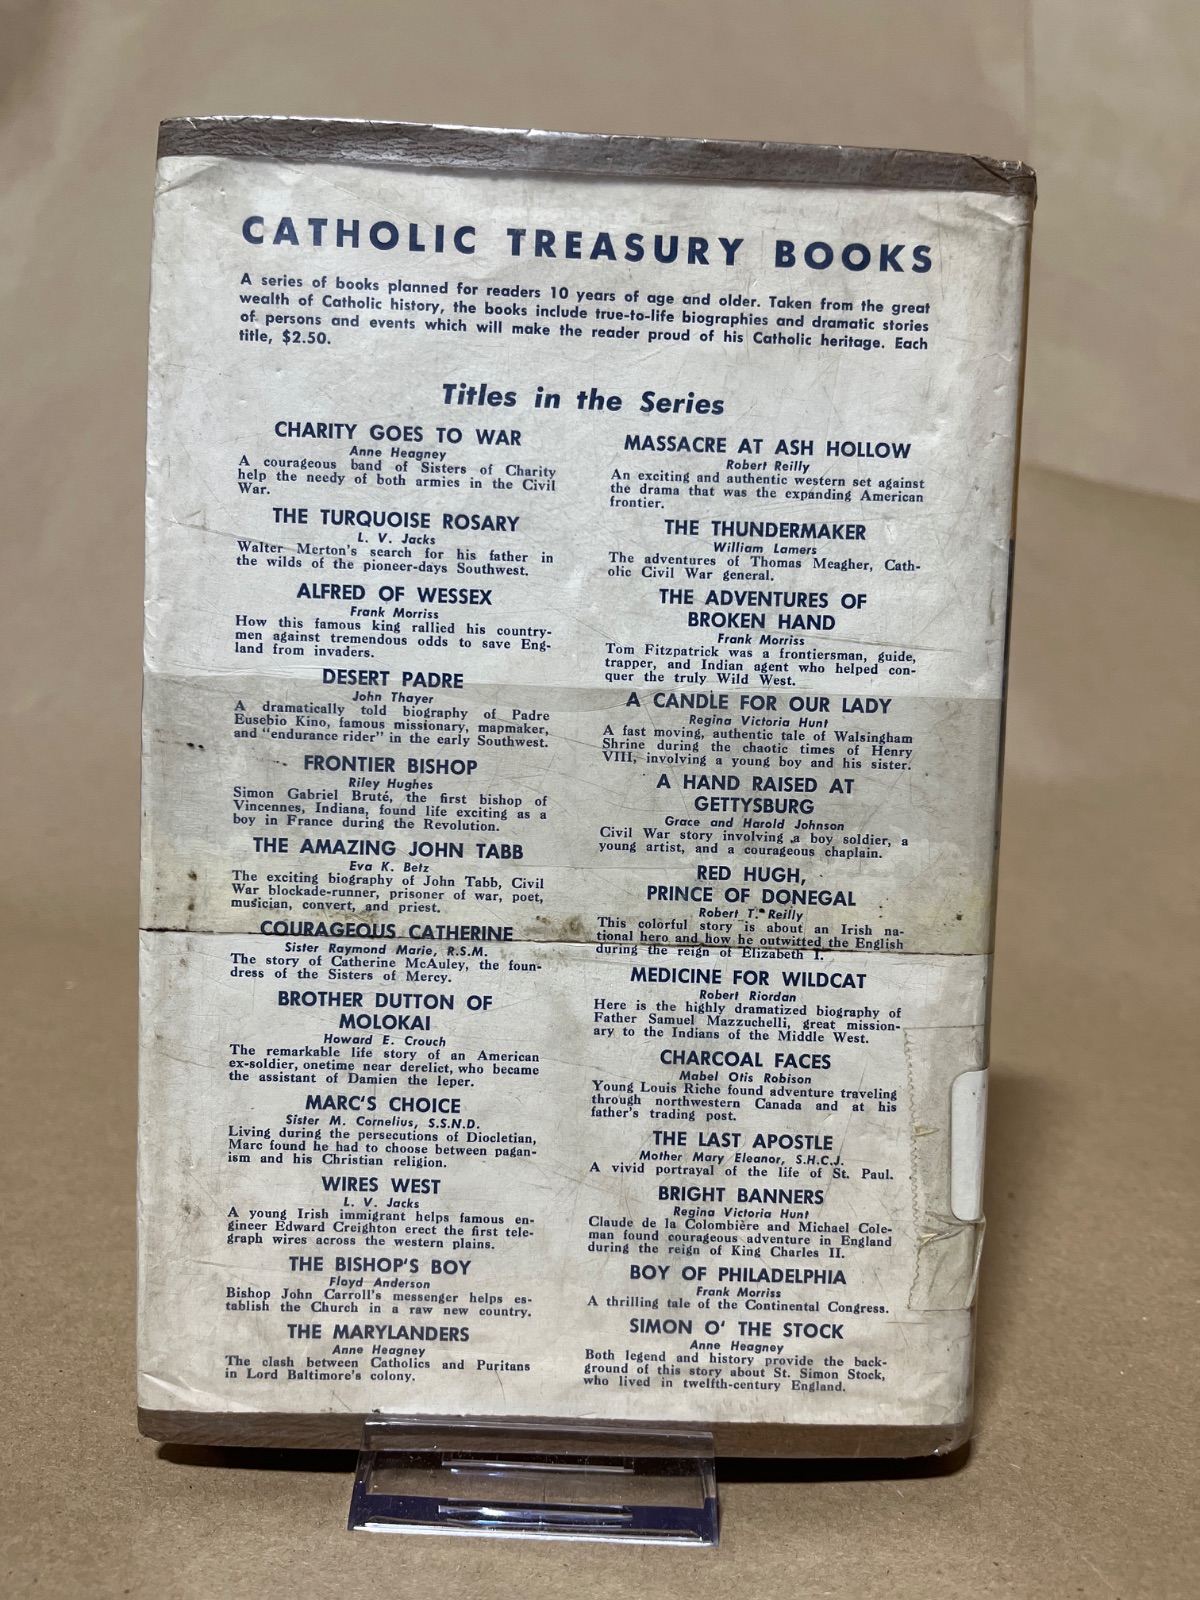 CATHOLIC TREASURY BOOKS
A series of books planned for readers 10 years of age and older. Taken from the great
wealth of Catholic history, the books include true-to-life biographies and dramatic stories
of persons and events which will make the reader proud of his Catholic heritage. Each
title, $2.50.
Titles in the Series
CHARITY GOES TO WAR
Anne Heagney
A courageous band of Sisters of Charity
help the needy of both armies in the Civil
War.
THE TURQUOISE ROSARY
L. V. Jacks
Walter Merton's search for his father in
the wilds of the pioneer-days Southwest.
ALFRED OF WESSEX
Frank Morriss
How this famous king rallied his country-
men against tremendous odds to save Eng-
land from invaders.
DESERT PADRE
John Thayer
A dramatically told biography of Padre
Eusebio Kino, famous missionary, mapmaker,
and "endurance rider" in the early Southwest.
FRONTIER BISHOP
Riley Hughes
Simon Gabriel Bruté, the first bishop of
Vincennes, Indiana, found life exciting as a
boy in France during the Revolution.
THE AMAZING JOHN TABB
Eva K. Betz
The exciting biography of John Tabb, Civil
War blockade-runner, prisoner of war, poet,
musician, convert, and priest.
COURAGEOUS CATHERINE
Sister Raymond Marie, R.S.M.
The story of Catherine McAuley, the foun-
dress of the Sisters of Mercy.
BROTHER DUTTON OF
MOLOKAI
Howard E. Crouch
The remarkable life story of an American
ex-soldier, onetime near derelict, who became
the assistant of Damien the leper.
MARC'S CHOICE
Sister M. Cornelius, S.S.N.D.
Living during the persecutions of Diocletian,
Marc found he had to choose between pagan-
ism and his Christian religion.
WIRES WEST
L. V. Jacks
A young Irish immigrant helps famous en-
gineer Edward Creighton erect the first tele-
graph wires across the western plains.
THE BISHOP'S BOY
Floyd Anderson
Bishop John Carroll's messenger helps es-
tablish the Church in a raw new country.
THE MARYLANDERS
Anne Heagney
The clash between Catholics and Puritans
in Lord Baltimore's colony.
MASSACRE AT ASH HOLLOW
Robert Reilly
An exciting and authentic western set against
the drama that was the expanding American
frontier.
THE THUNDERMAKER
William Lamers
The adventures of Thomas Meagher, Cath-
olic Civil War general.
THE ADVENTURES OF
BROKEN HAND
Frank Morriss
Tom Fitzpatrick was a frontiersman, guide,
trapper, and Indian agent who helped con-
quer the truly Wild West.
A CANDLE FOR OUR LADY
Regina Victoria Hunt
A fast moving, authentic tale of Walsingham
Shrine during the chaotic times of Henry
VIII, involving a young boy and his sister.
A HAND RAISED AT
GETTYSBURG
Grace and Harold Johnson
Civil War story involving a boy soldier, a
young artist, and a courageous chaplain.
RED HUGH,
PRINCE OF DONEGAL
Robert T. Reilly
This colorful story is about an Irish na-
tional hero and how he outwitted the English
during the reign of Elizabeth I.
MEDICINE FOR WILDCAT
Robert Riordan
Here is the highly dramatized biography of
Father Samuel Mazzuchelli, great mission-
ary to the Indians of the Middle West.
CHARCOAL FACES
Mabel Otis Robison
Young Louis Riche found adventure traveling
through northwestern Canada and at his
father's trading post.
THE LAST APOSTLE
Mother Mary Eleanor, S.H.C.J.
A vivid portrayal of the life of St. Paul.
BRIGHT BANNERS
Regina Victoria Hunt
Claude de la Colombière and Michael Cole-
man found courageous adventure in England
during the reign of King Charles II.
BOY OF PHILADELPHIA
Frank Morriss
A thrilling tale of the Continental Congress.
SIMON O' THE STOCK
Anne Heagney
Both legend and history provide the back-
ground of this story about St. Simon Stock,
who lived in twelfth-century England.